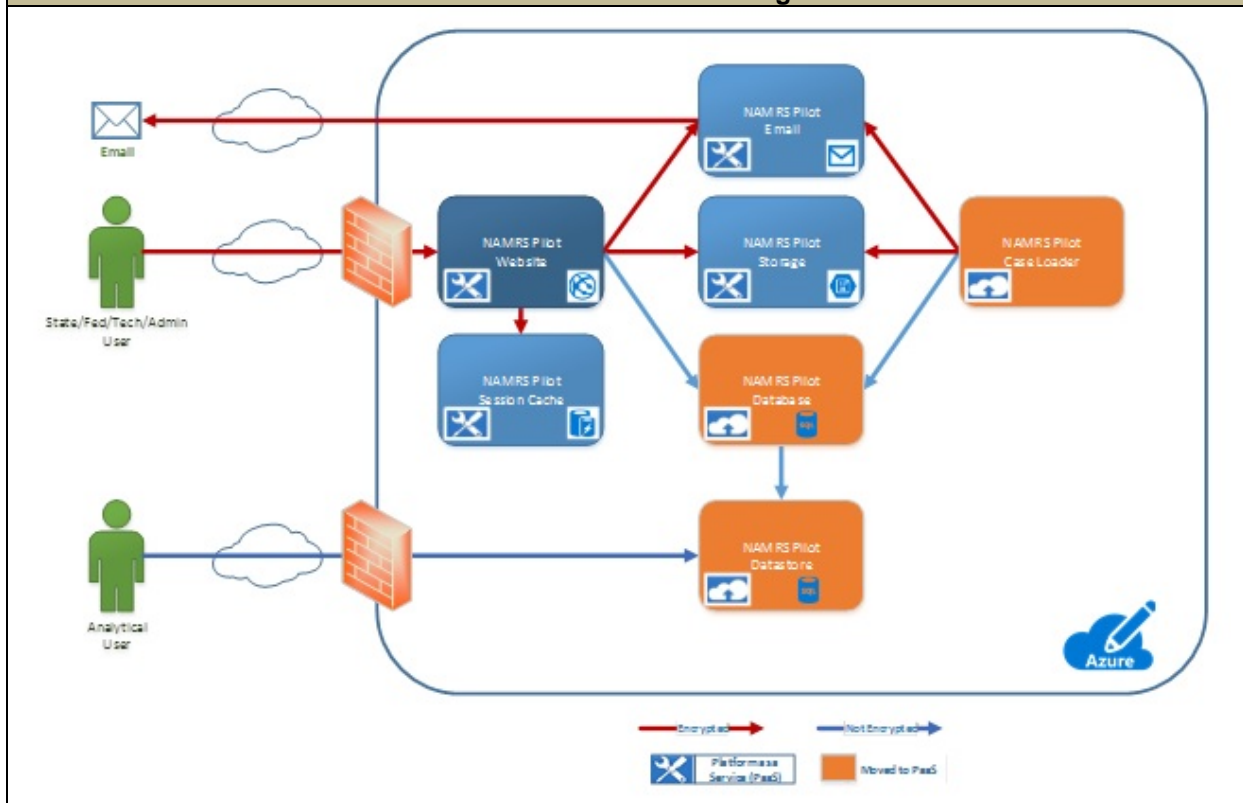 Email
NAMRS Pilot
Email
State/Fed/Tech/Admin
User
NAMRS Pilot
Website
NAMRS Pilot
Storage
NAMRS Pilot
Case Loader
NAMRS Pilot
Session Cache
NAMRS Pilot
Database
SQL
Analytical
User
NAMRS Pilot
Datastore
SQL
Azure
Encrypted
Not Encrypted
Platform as a
Service (PaaS)
Moved to PaaS